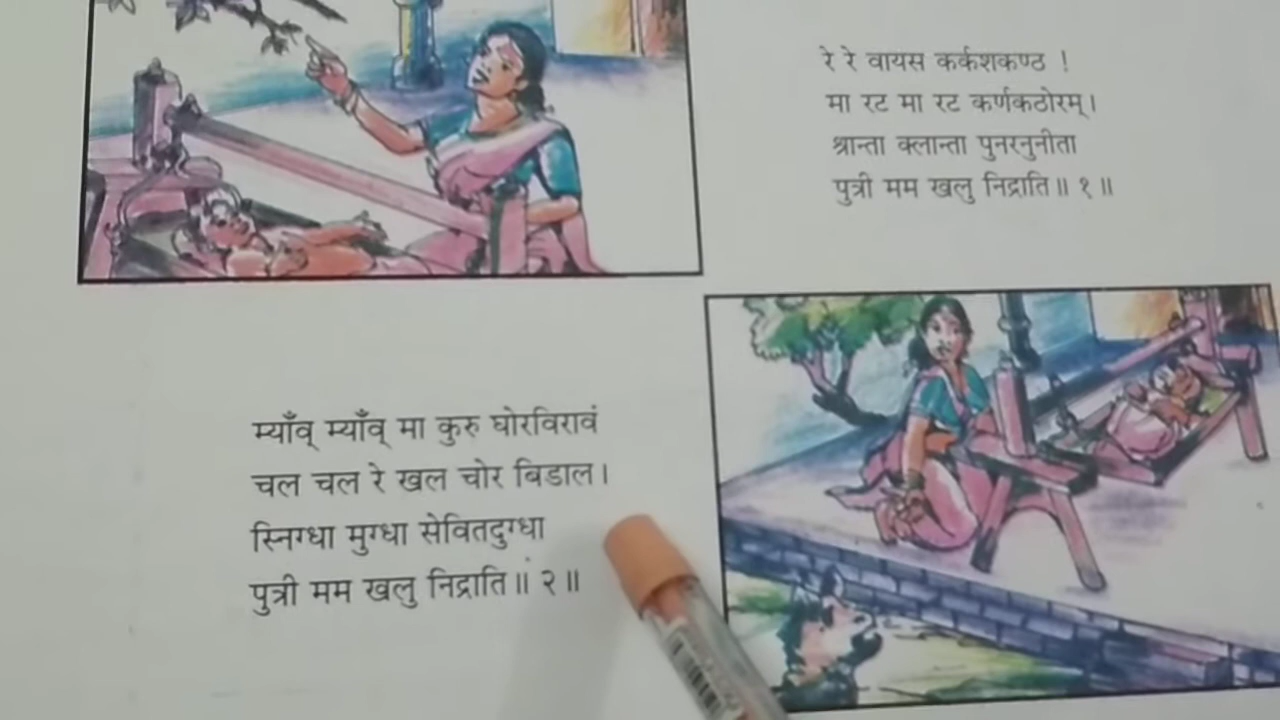 रे रे वायस कर्कशकण्ठ !
मा रट मा रट कर्णकठोरम्।
श्रान्ता क्लान्ता पुनरनुनीता
पुत्री मम खलु निद्राति॥ १॥
म्याँव् म्याँव् मा कुरु घोरविरावं
चल चल रे खल चोर बिडाल।
स्निग्धा मुग्धा सेवितदुग्धा
पुत्री मम खलु निद्राति॥ २॥